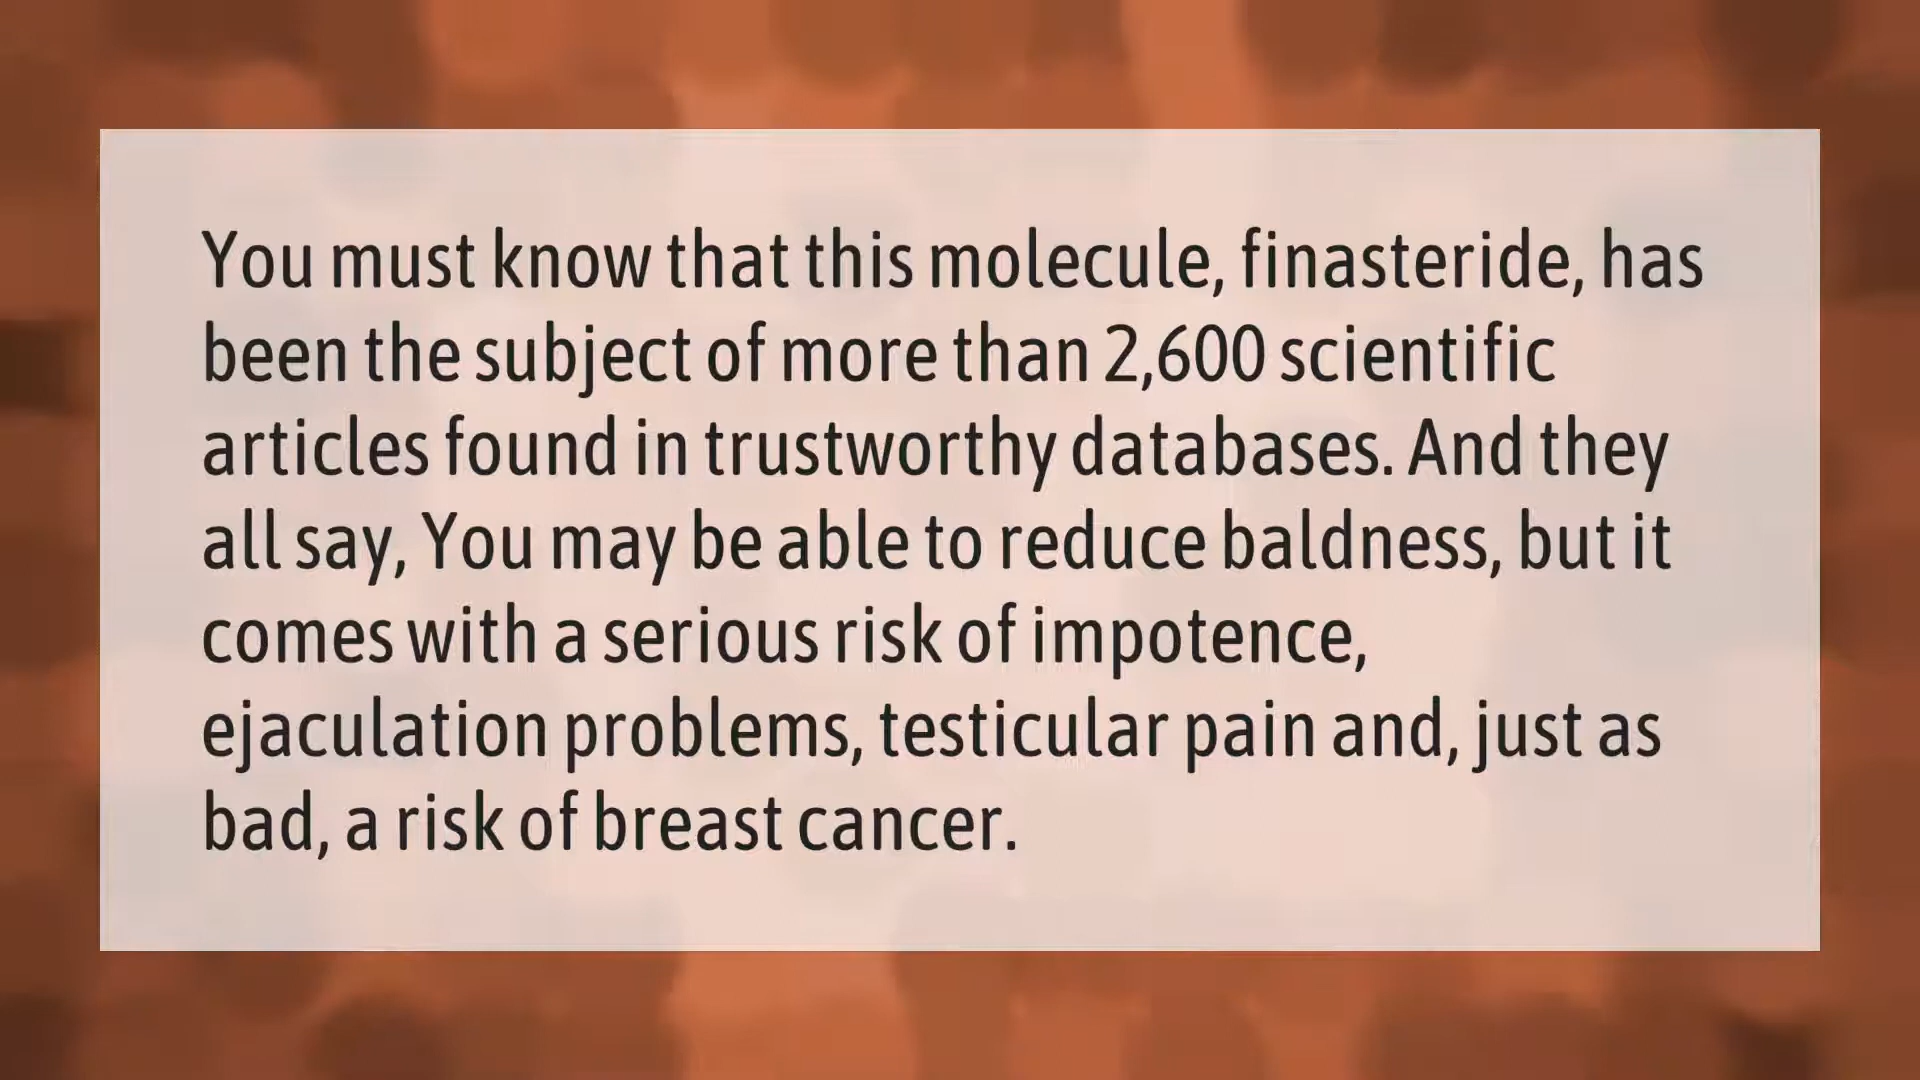 You must know that this molecule, finasteride, has
been the subject of more than 2,600 scientific
articles found in trustworthy databases. And they
all say, You may be able to reduce baldness, but it
comes with a serious risk of impotence,
ejaculation problems, testicular pain and, just as
bad, a risk of breast cancer.